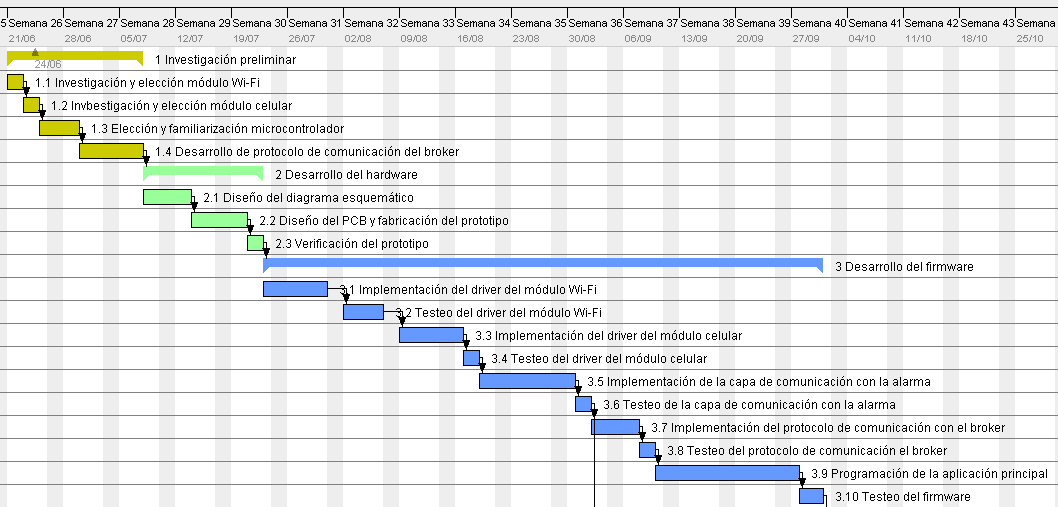 5 Semana 26 Semana 27 Semana 28 Semana 29 Semana 30 Semana 31 Semana 32 Semana 33 Semana 34 Semana 35 Semana 36 Semana 37 Semana 38 Semana 39 Semana 40 Semana 41 Semana 42 Semana 43 Semana
21/06 28/06 05/07 12/07 19/07 26/07 02/08 09/08 16/08 23/08 30/08 06/09 13/09 20/09 27/09 04/10 11/10 18/10 25/10
1 Investigación preliminar
24/06
1.1 Investigación y elección módulo Wi-Fi
1.2 Invbestigación y elección módulo celular
1.3 Elección y familiarización microcontrolador
1.4 Desarrollo de protocolo de comunicación del broker
2 Desarrollo del hardware
2.1 Diseño del diagrama esquemático
2.2 Diseño del PCB y fabricación del prototipo
2.3 Verificación del prototipo
3 Desarrollo del firmware
3.1 Implementación del driver del módulo Wi-Fi
3.2 Testeo del driver del módulo Wi-Fi
3.3 Implementación del driver del módulo celular
3.4 Testeo del driver del módulo celular
3.5 Implementación de la capa de comunicación con la alarma
3.6 Testeo de la capa de comunicación con la alarma
3.7 Implementación del protocolo de comunicación con el broker
3.8 Testeo del protocolo de comunicación el broker
3.9 Programación de la aplicación principal
3.10 Testeo del firmware